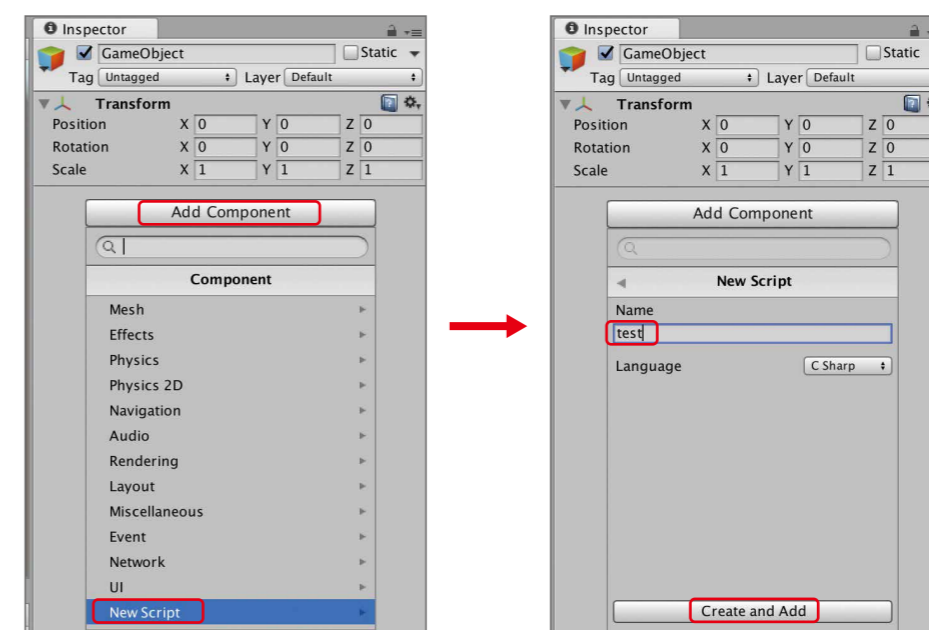 Inspector
GameObject Static
Tag Untagged Layer Default
Transform
Position X 0 Y 0 Z 0
Rotation X 0 Y 0 Z 0
Scale X 1 Y 1 Z 1
Add Component
Component
Mesh
Effects
Physics
Physics 2D
Navigation
Audio
Rendering
Layout
Miscellaneous
Event
Network
UI
New Script
Inspector
GameObject Static
Tag Untagged Layer Default
Transform
Position X 0 Y 0 Z 0
Rotation X 0 Y 0 Z 0
Scale X 1 Y 1 Z 1
Add Component
New Script
Name
test
Language C Sharp
Create and Add